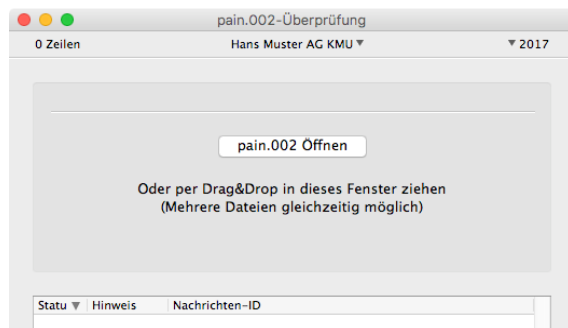 pain.002-Überprüfung
0 Zeilen Hans Muster AG KMU ▼ ▼ 2017
pain.002 Öffnen
Oder per Drag&Drop in dieses Fenster ziehen
(Mehrere Dateien gleichzeitig möglich)
Statu ▼ Hinweis Nachrichten-ID